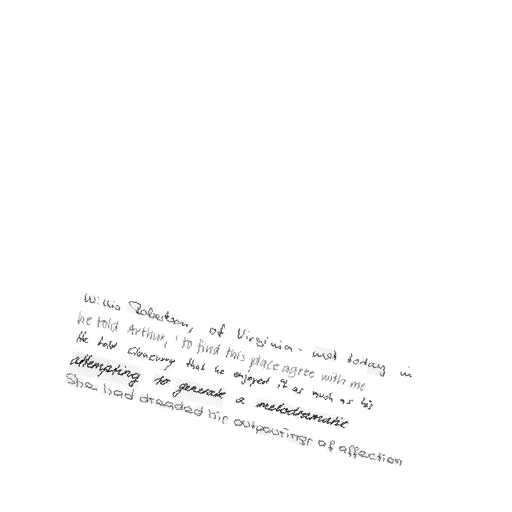 Willis Robertson, of Virginia - met today in
he told Arthur, ' to find this place agree with me
He told Cloncurry that he enjoyed it as much as his
attempting to generate a melodramatic
She had dreaded his outpourings of affection